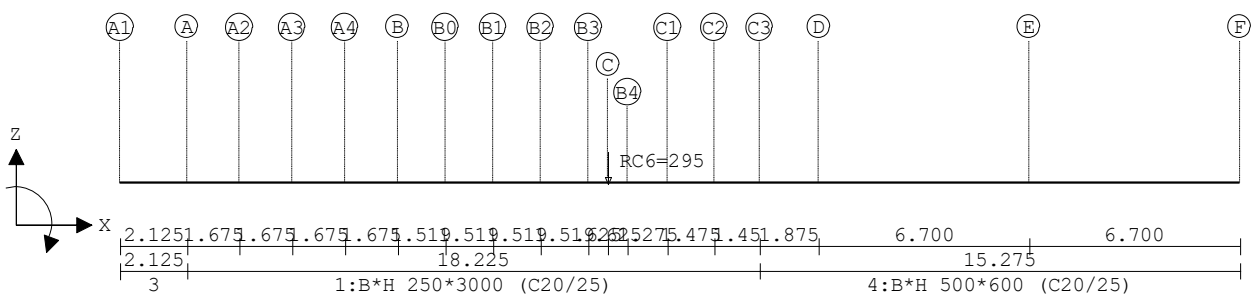 A1 A A2 A3 A4 B B0 B1 B2 B3 C1 C2 C3 D E F
C
B4
Z
RC6=295
X
2.125 1.675 1.675 1.675 1.675 1.519 1.519 1.519 1.519 1.475 1.45 1.875 6.700 6.700
2.125 18.225 15.275
3 1:B*H 250*3000 (C20/25) 4:B*H 500*600 (C20/25)